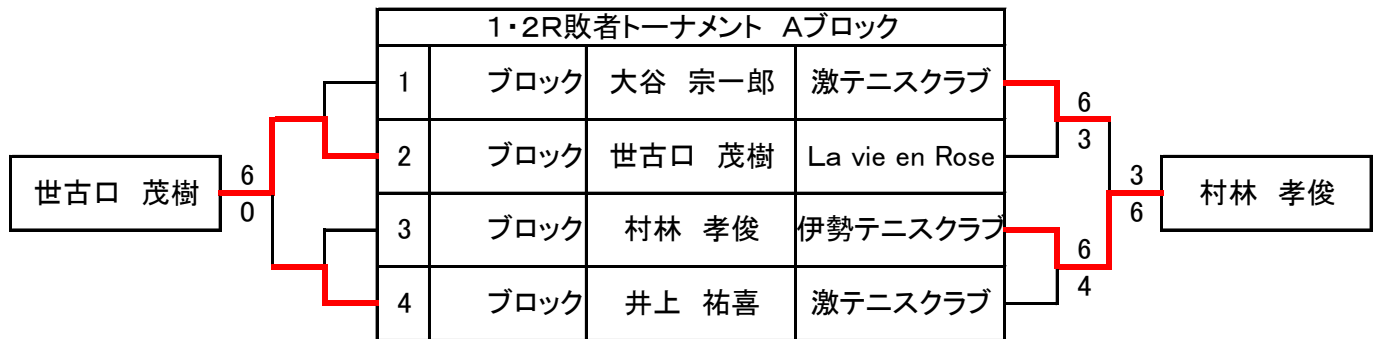 1・2R敗者トーナメント Aブロック
1 ブロック 大谷 宗一郎 激テニスクラブ
6
3
2 ブロック 世古口 茂樹 La vie en Rose
世古口 茂樹
6
0
3
6
村林 孝俊
3 ブロック 村林 孝俊 伊勢テニスクラブ
6
4
4 ブロック 井上 祐喜 激テニスクラブ